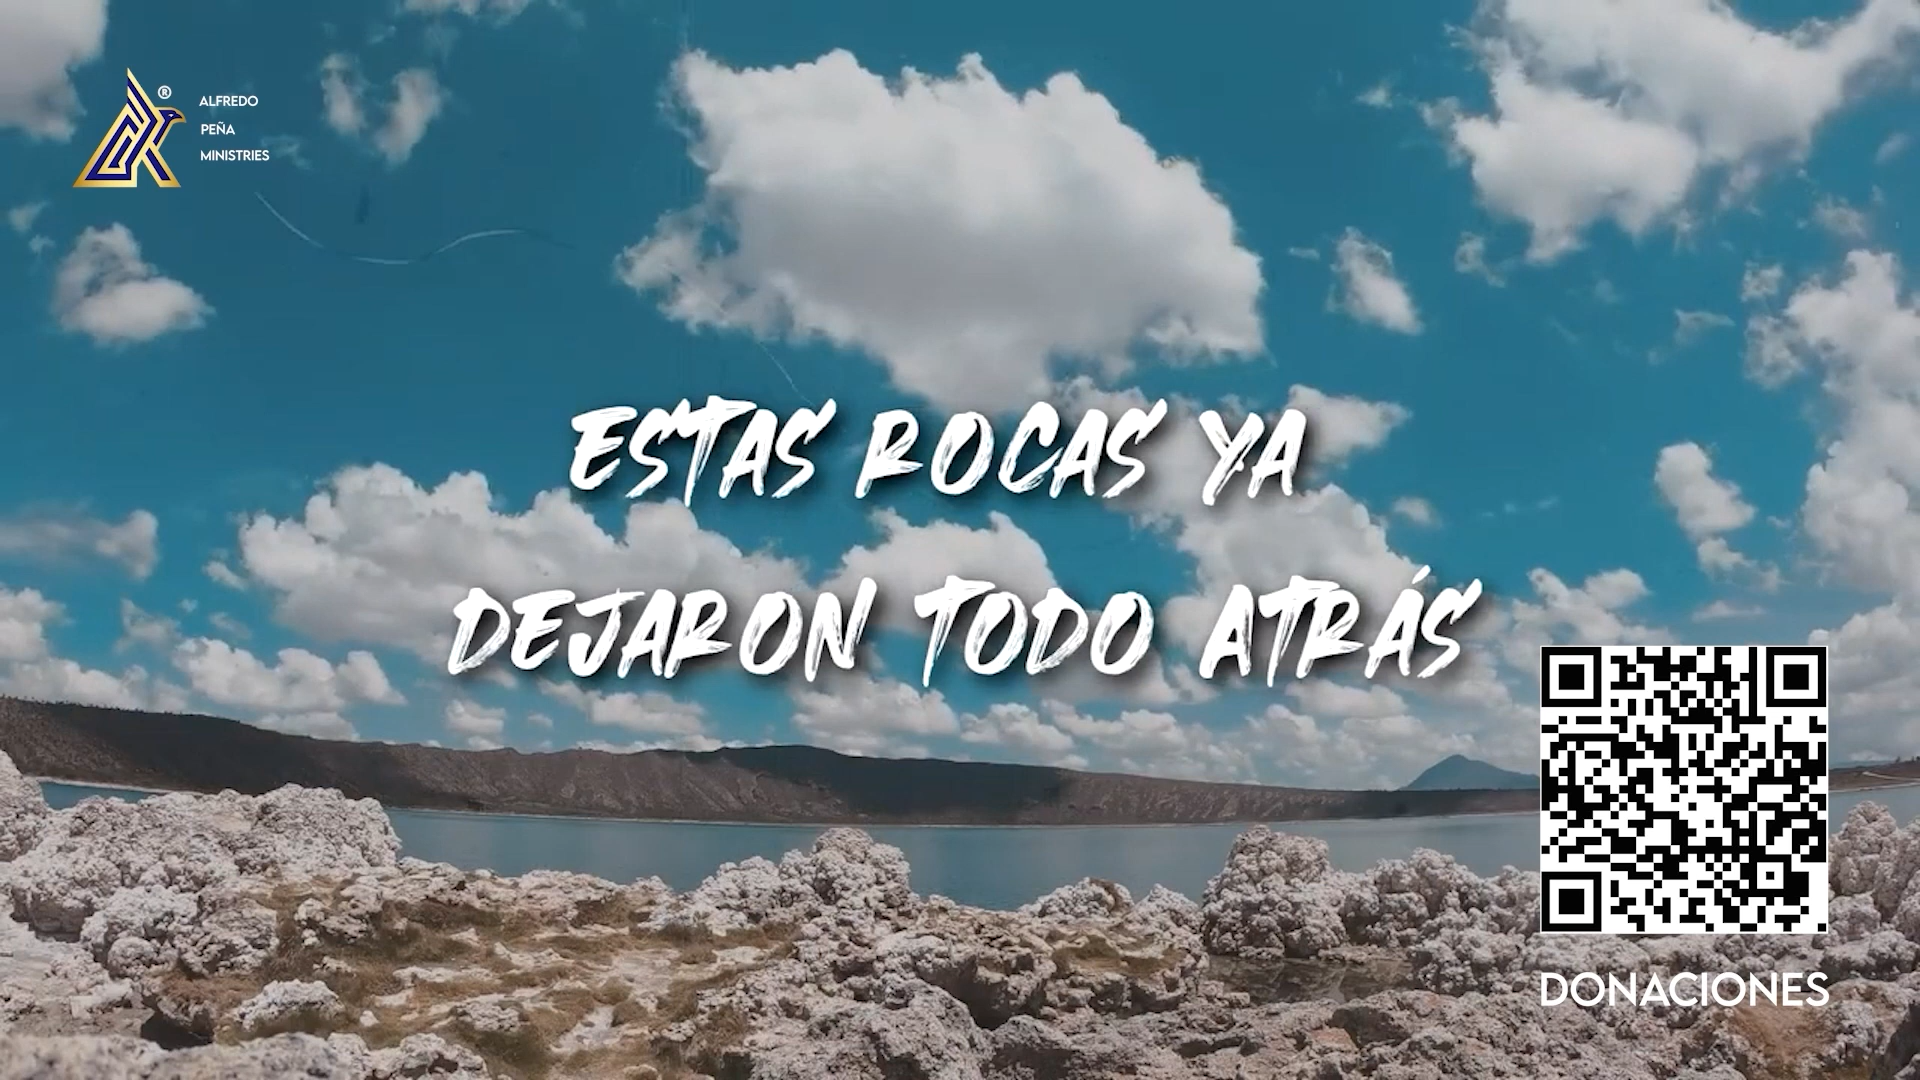 ®
ALFREDO
PEÑA
MINISTRIES
ESTAS ROCAS YA
DEJARON TODO ATRÁS
DONACIONES